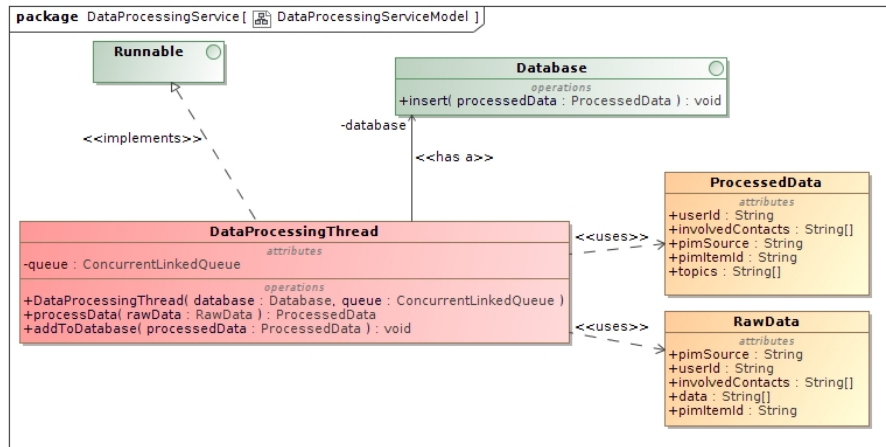 package DataProcessingService[ DataProcessingServiceModel ]
Runnable
Database
operations
+insert( processedData : ProcessedData ) : void
-database
<<implements>>
<<has a>>
ProcessedData
attributes
+userId : String
+involvedContacts : String[]
+pimSource : String
+pimItemId : String
+topics : String[]
<<uses>>
DataProcessingThread
attributes
-queue : ConcurrentLinkedQueue
operations
+DataProcessingThread( database : Database, queue : ConcurrentLinkedQueue )
+processData( rawData : RawData ) : ProcessedData
+addToDatabase( processedData : ProcessedData ) : void
<<uses>>
RawData
attributes
+pimSource : String
+userId : String
+involvedContacts : String[]
+data : String[]
+pimItemId : String